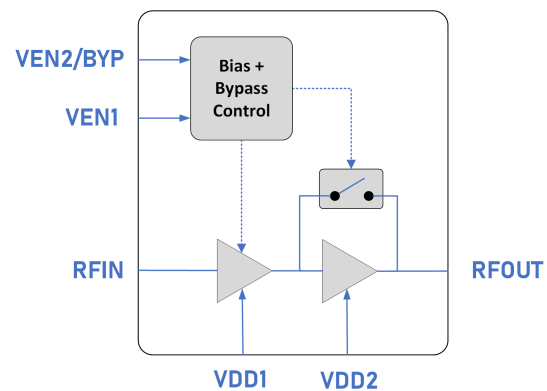 VEN2/BYP
Bias +
Bypass
Control
VEN1
RFIN
RFOUT
VDD1
VDD2